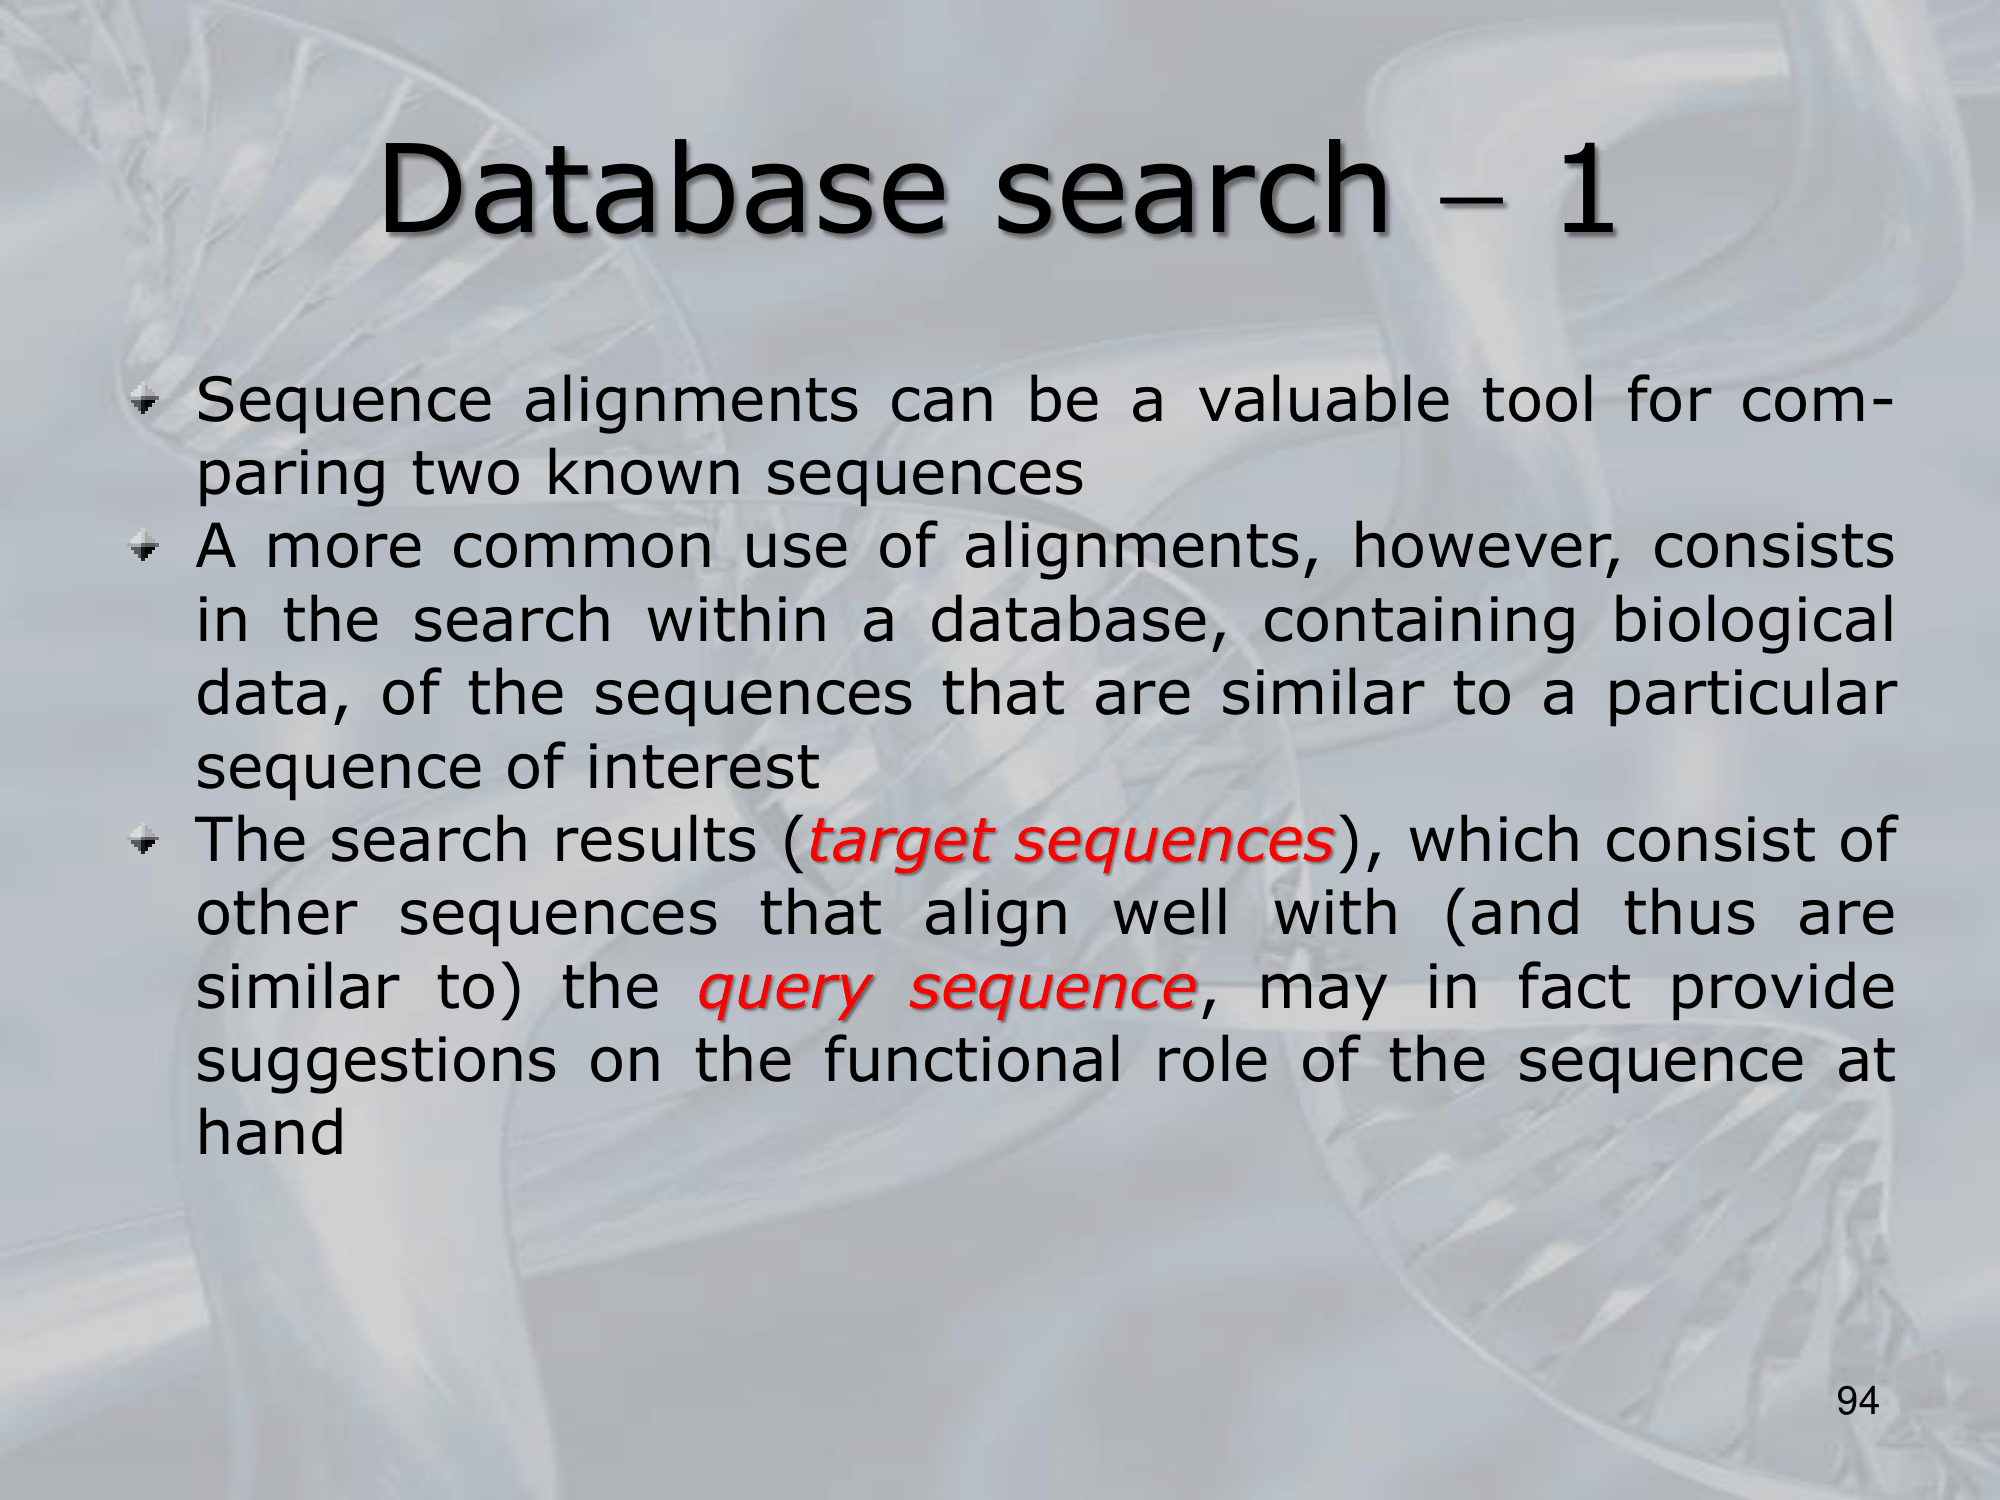 Database search – 1
Sequence alignments can be a valuable tool for com-
paring two known sequences
A more common use of alignments, however, consists
in the search within a database, containing biological
data, of the sequences that are similar to a particular
sequence of interest
The search results (target sequences), which consist of
other sequences that align well with (and thus are
similar to) the query sequence, may in fact provide
suggestions on the functional role of the sequence at
hand
94